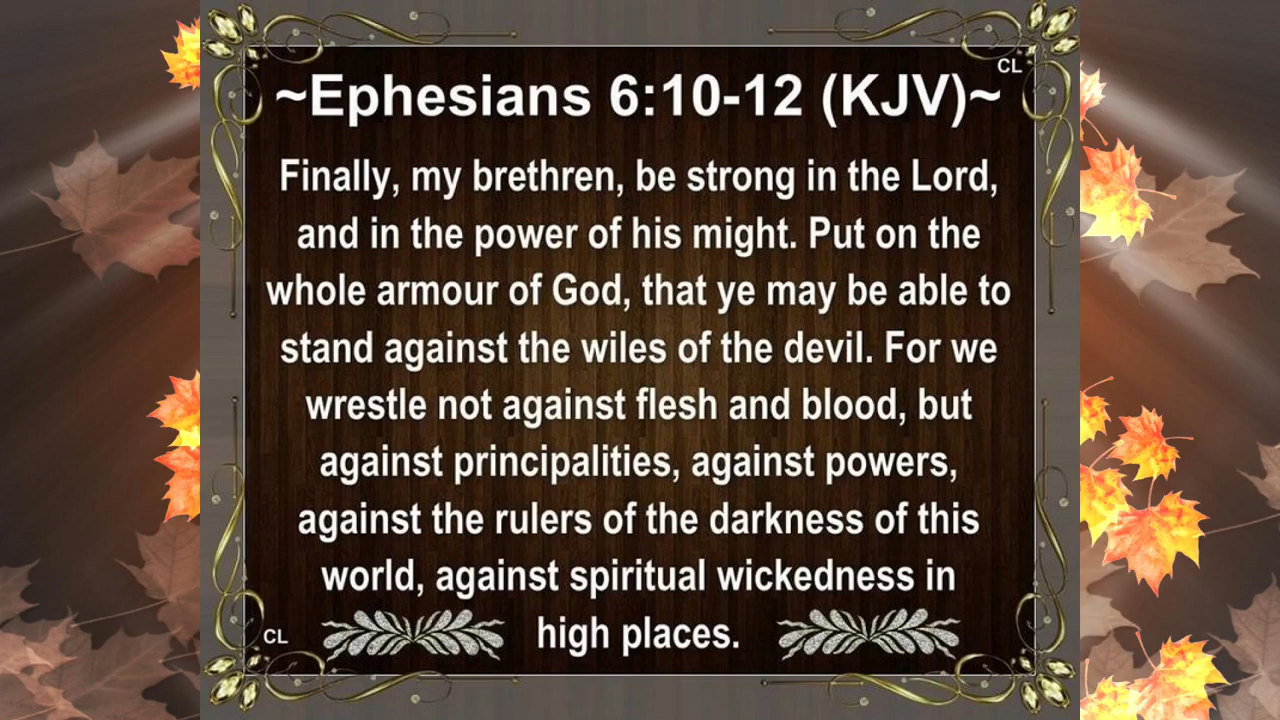 CL
~Ephesians 6:10-12 (KJV)~
Finally, my brethren, be strong in the Lord,
and in the power of his might. Put on the
whole armour of God, that ye may be able to
stand against the wiles of the devil. For we
wrestle not against flesh and blood, but
against principalities, against powers,
against the rulers of the darkness of this
world, against spiritual wickedness in
high places.
CL